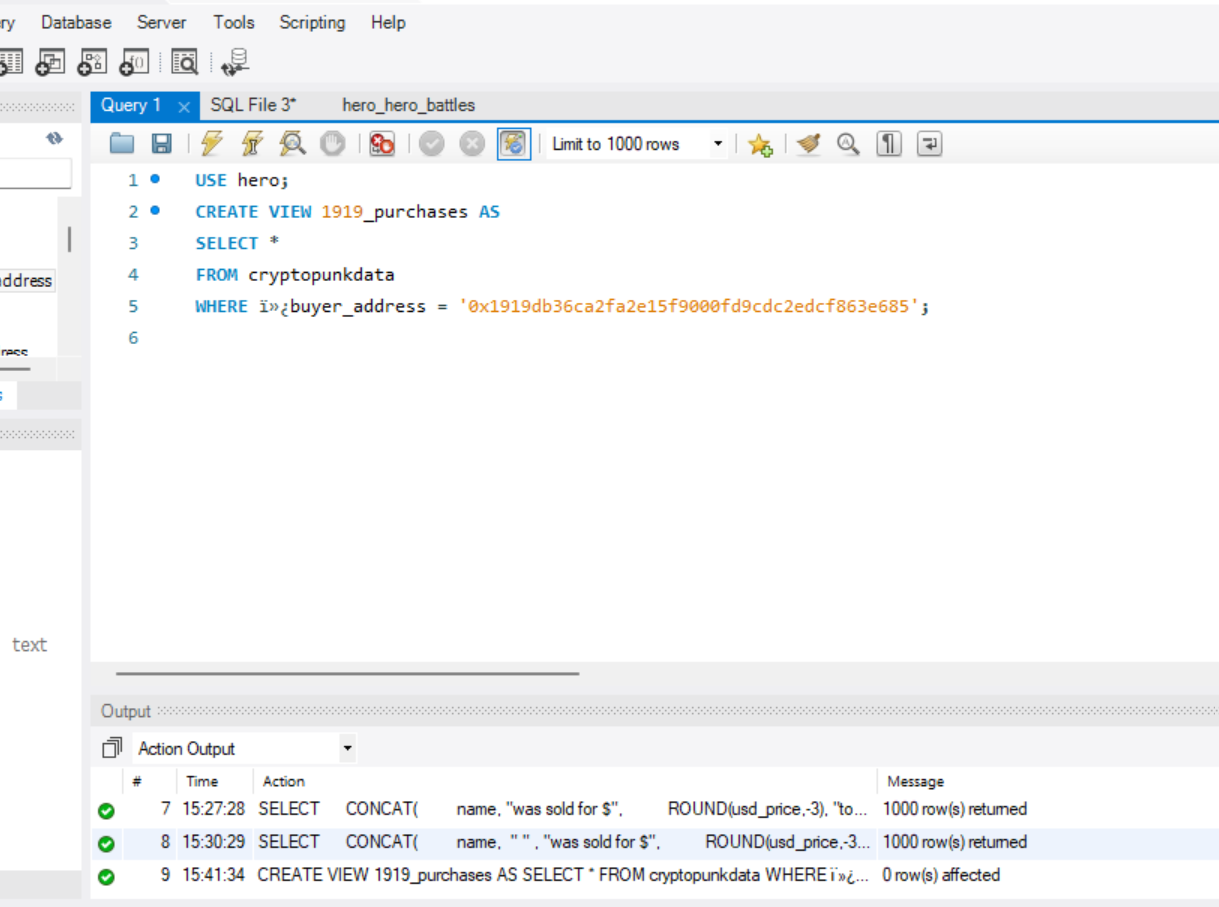 ry Database Server Tools Scripting Help
Query 1 × SQL File 3* hero_hero_battles
Limit to 1000 rows
1 USE hero;
2 CREATE VIEW 1919_purchases AS
3 SELECT *
4 FROM cryptopunkdata
5 WHERE ï»¿buyer_address = '0x1919db36ca2fa2e15f9000fd9cdc2edcf863e685';
6
address
ress
s
text
Output
Action Output
# Time Action Message
7 15:27:28 SELECT CONCAT( name, "was sold for $", ROUND(usd_price,-3), "to... 1000 row(s) returned
8 15:30:29 SELECT CONCAT( name, " " , "was sold for $", ROUND(usd_price,-3... 1000 row(s) returned
9 15:41:34 CREATE VIEW 1919_purchases AS SELECT * FROM cryptopunkdata WHERE ï»¿... 0 row(s) affected